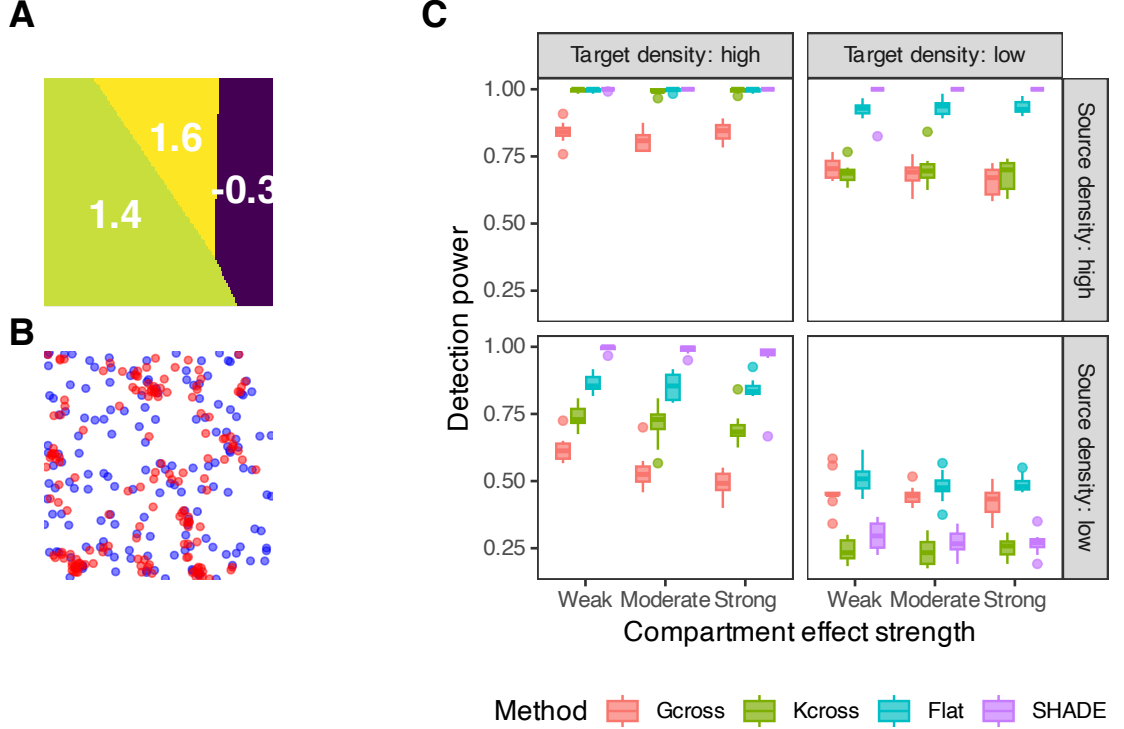 A
1.6
-0.3
1.4
B
C
Target density: high
Target density: low
Source density: high
Source density: low
Detection power
1.00
0.75
0.50
0.25
1.00
0.75
0.50
0.25
Weak Moderate Strong
Weak Moderate Strong
Compartment effect strength
Method Gcross Kcross Flat SHADE